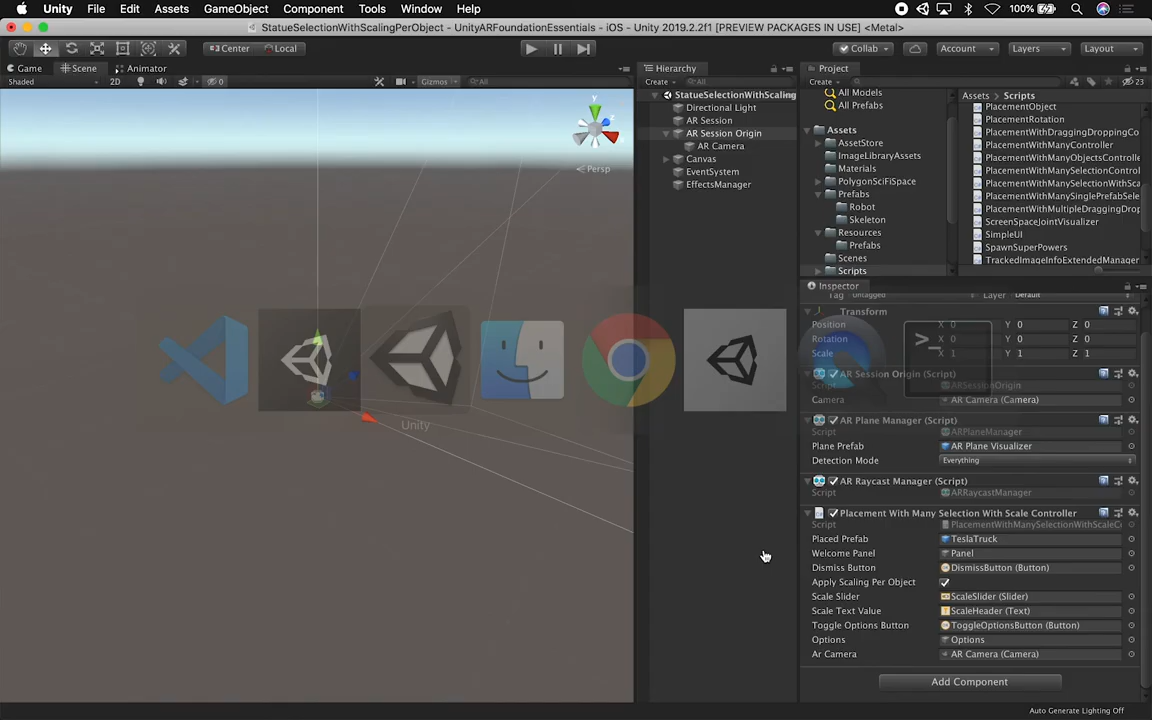 Unity File Edit Assets GameObject Component Tools Window Help 100%
StatueSelectionWithScalingPerObject - UnityARFoundationEssentials - iOS - Unity 2019.2.2f1 [PREVIEW PACKAGES IN USE] <Metal>
Center Local Collab Account Layers Layout
Game Scene Animator
Shaded 2D 0 Gizmos All
y
z
x
Persp
Unity
Hierarchy
Create All
StatueSelectionWithScaling
Directional Light
AR Session
AR Session Origin
AR Camera
Canvas
EventSystem
EffectsManager
Project
Create 23
All Models
All Prefabs
Assets
AssetStore
ImageLibraryAssets
Materials
PolygonSciFiSpace
Prefabs
Robot
Skeleton
Resources
Prefabs
Scenes
Scripts
Assets Scripts
PlacementObject
PlacementRotation
PlacementWithDraggingDroppingCo
PlacementWithManyController
PlacementWithManyObjectsControlle
PlacementWithManySelectionControl
PlacementWithManySelectionWithSca
PlacementWithManySinglePrefabSele
PlacementWithMultipleDraggingDrop
ScreenSpaceJointVisualizer
SimpleUI
SpawnSuperPowers
TrackedImageInfoExtendedManager
Inspector
Tag Untagged Layer Default
Transform
Position X 0 Y 0 Z 0
Rotation X 0 Y 0 Z 0
Scale X 1 Y 1 Z 1
AR Session Origin (Script)
Script ARSessionOrigin
Camera AR Camera (Camera)
AR Plane Manager (Script)
Script ARPlaneManager
Plane Prefab AR Plane Visualizer
Detection Mode Everything
AR Raycast Manager (Script)
Script ARRaycastManager
Placement With Many Selection With Scale Controller
Script PlacementWithManySelectionWithScaleC
Placed Prefab TeslaTruck
Welcome Panel Panel
Dismiss Button DismissButton (Button)
Apply Scaling Per Object
Scale Slider ScaleSlider (Slider)
Scale Text Value ScaleHeader (Text)
Toggle Options Button ToggleOptionsButton (Button)
Options Options
Ar Camera AR Camera (Camera)
Add Component
Auto Generate Lighting Off